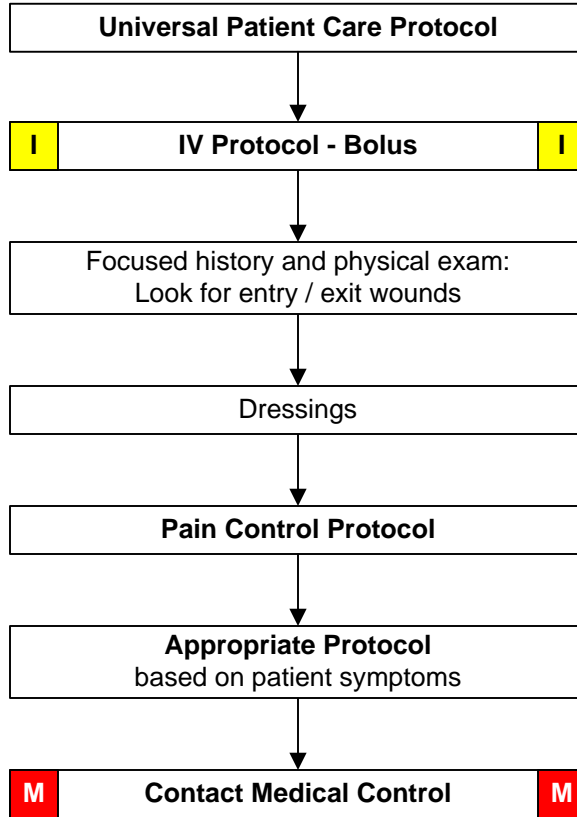 Universal Patient Care Protocol
I IV Protocol - Bolus I
Focused history and physical exam:
Look for entry / exit wounds
Dressings
Pain Control Protocol
Appropriate Protocol
based on patient symptoms
M Contact Medical Control M